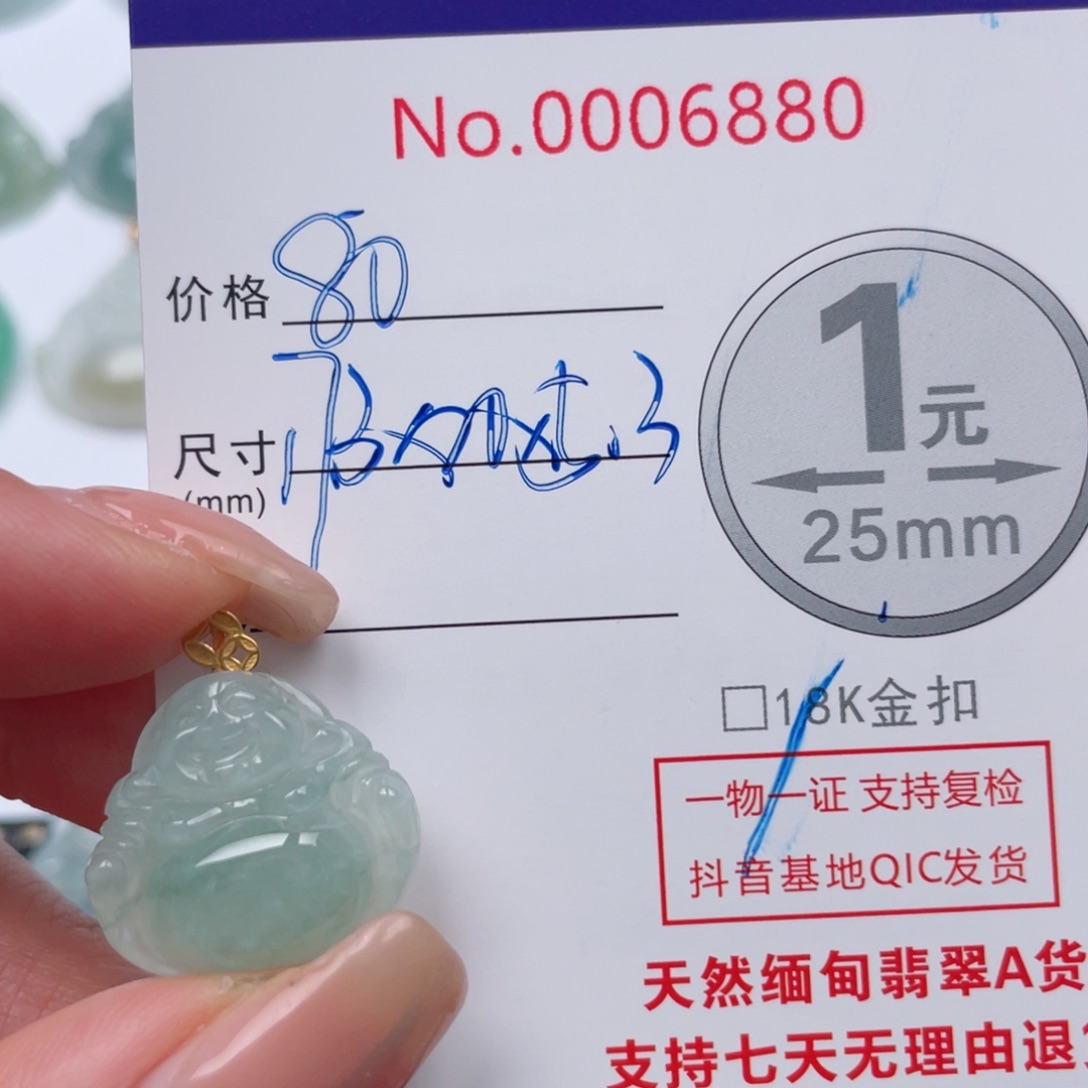 No.0006880
价格 80
尺寸
(mm)
1元
25mm
□18K金扣
一物一证 支持复检
抖音基地QIC发货
天然缅甸翡翠A货
支持七天无理由退